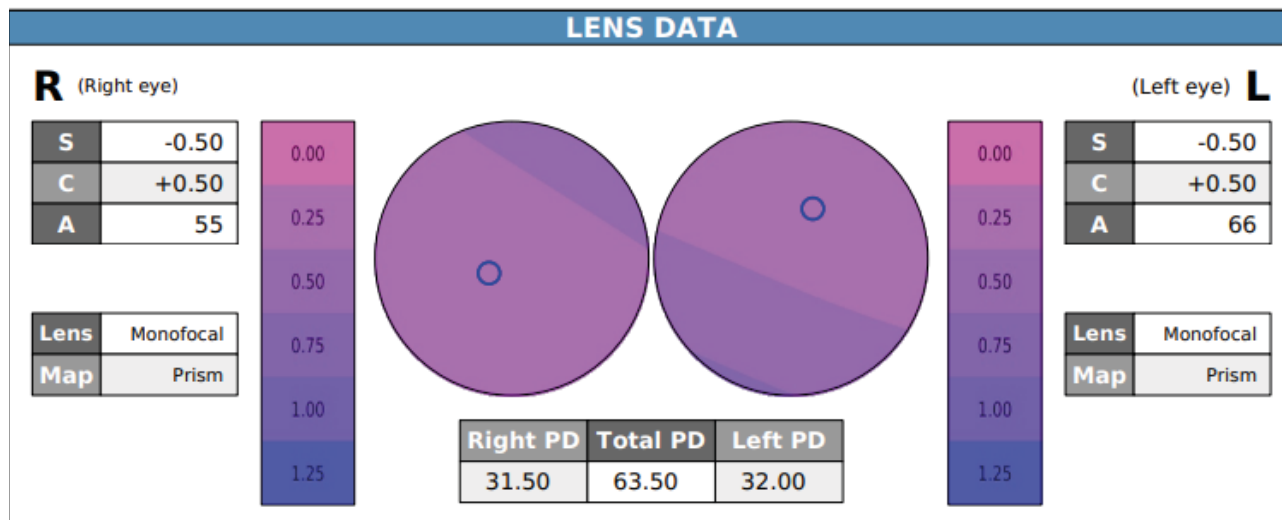 LENS DATA
R (Right eye)
(Left eye) L
S -0.50
C +0.50
A 55
Lens Monofocal
Map Prism
0.00
0.25
0.50
0.75
1.00
1.25
Right PD Total PD Left PD
31.50 63.50 32.00
0.00
0.25
0.50
0.75
1.00
1.25
S -0.50
C +0.50
A 66
Lens Monofocal
Map Prism